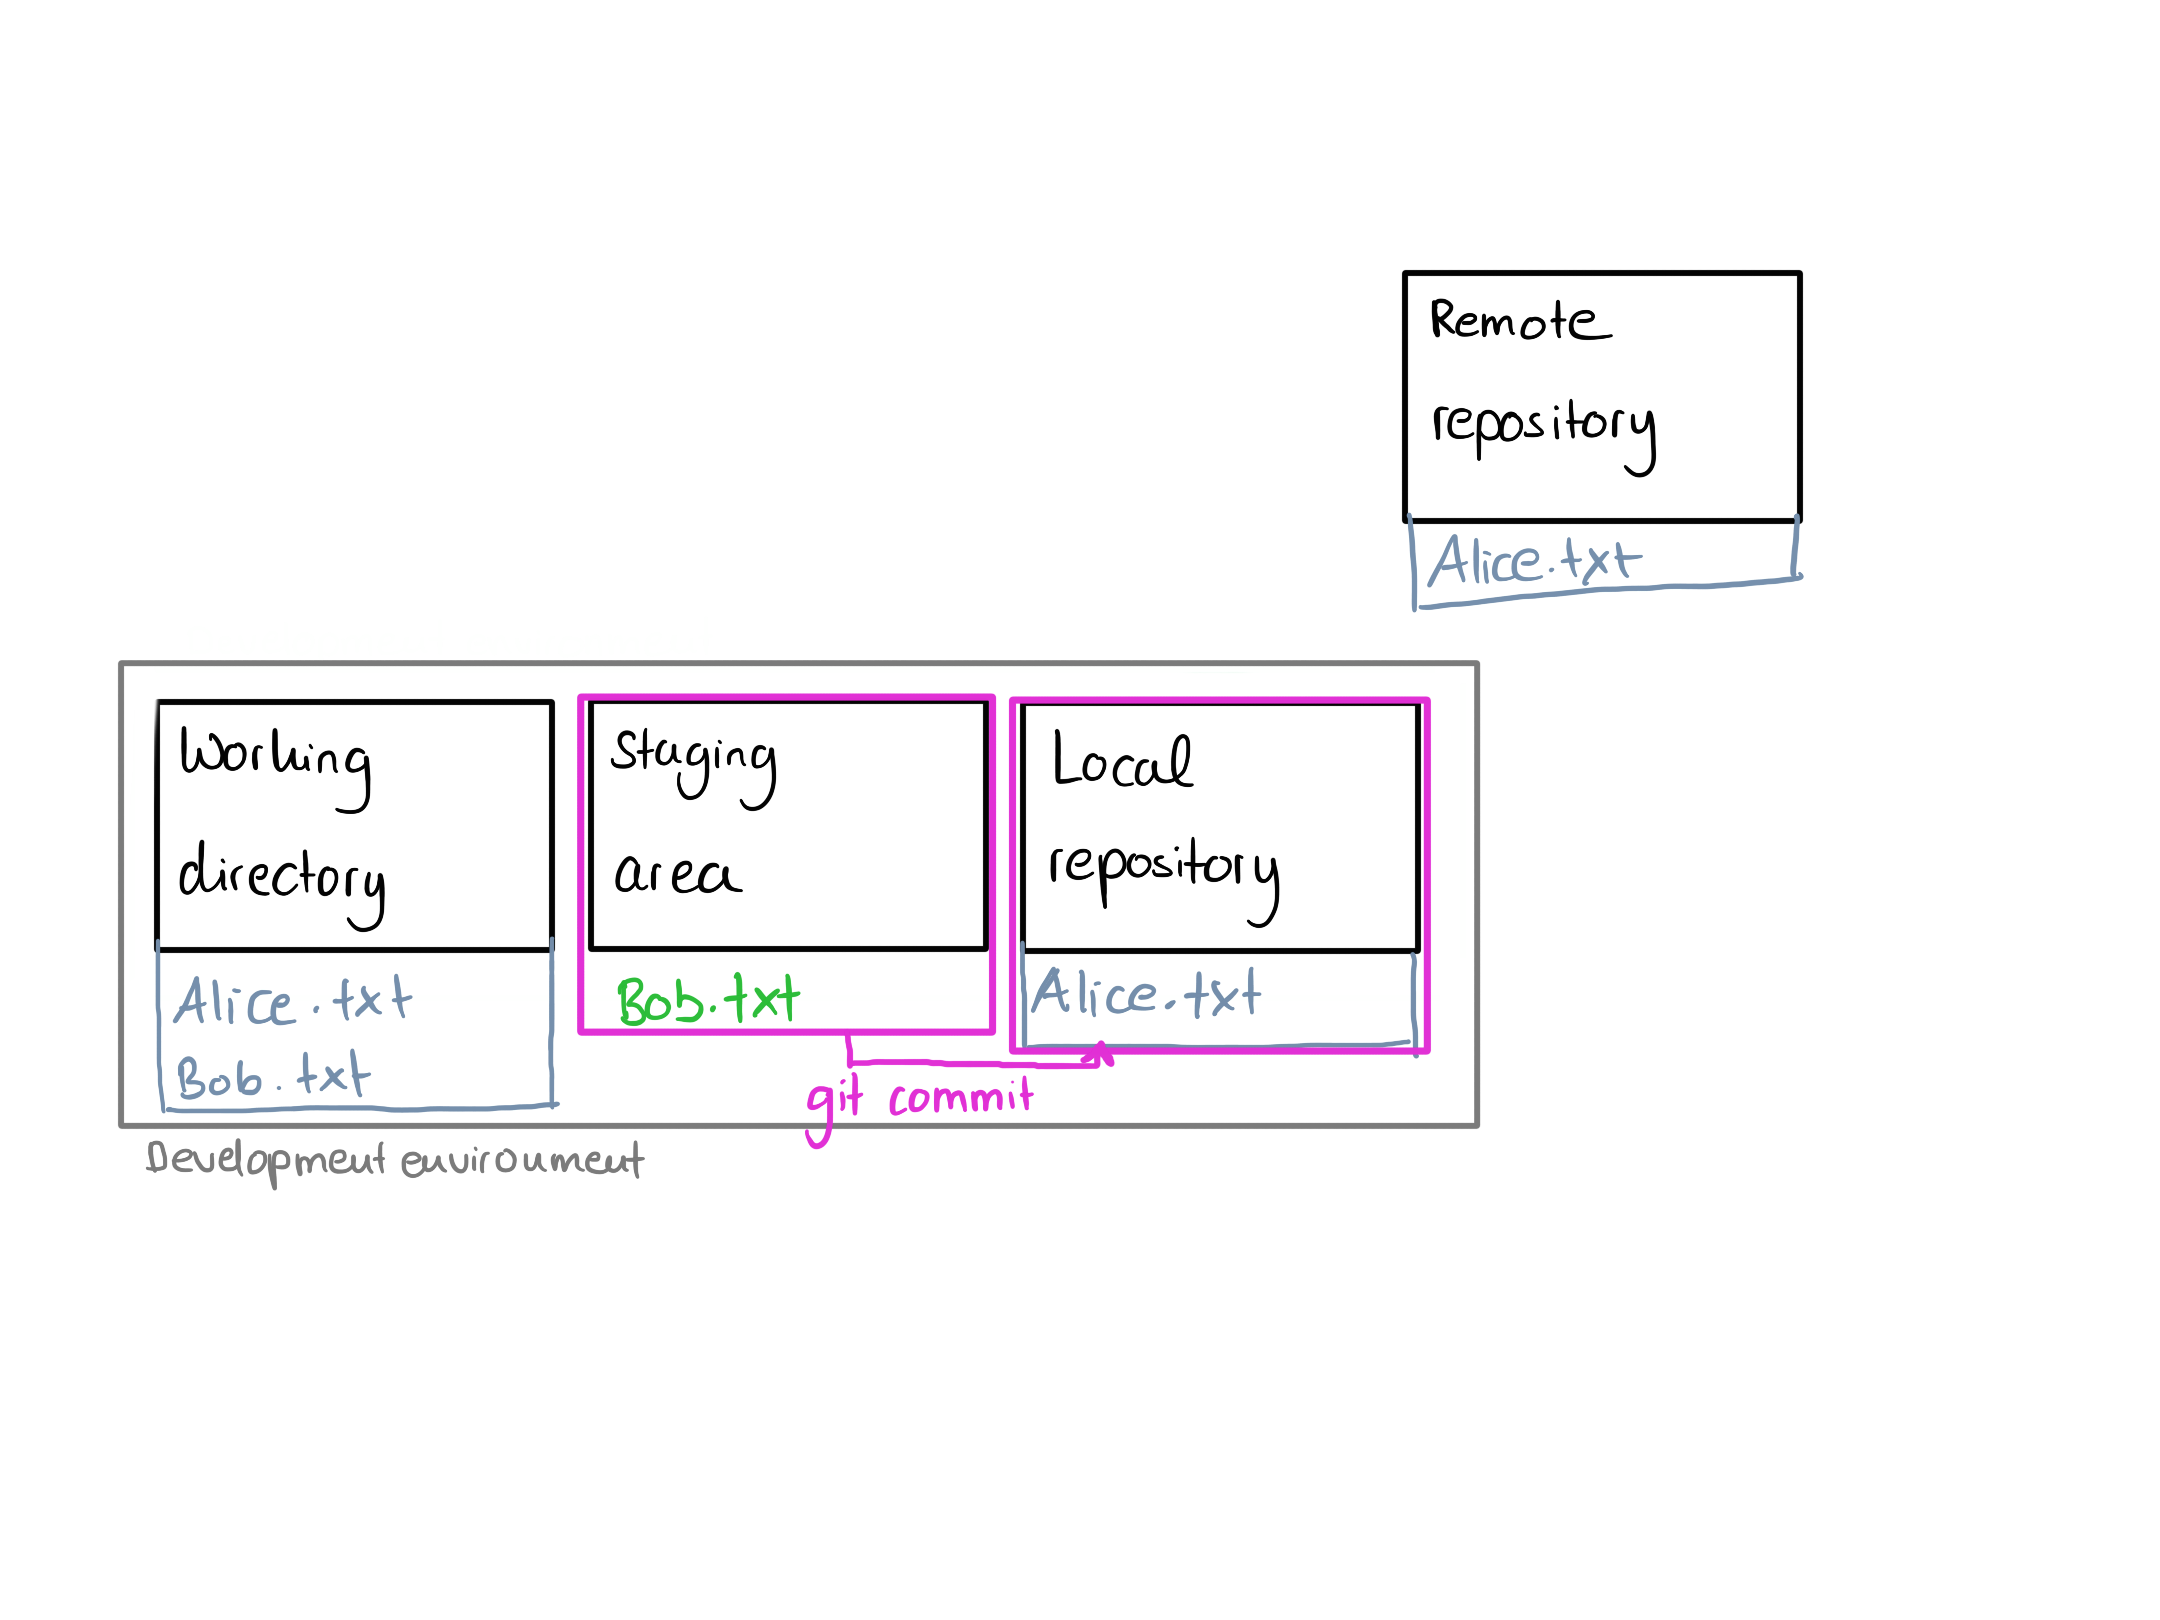 Remote
repository
Alice.txt
Working
directory
Alice.txt
Bob.txt
Staging
area
Bob.txt
Local
repository
Alice.txt
git commit
Development environment